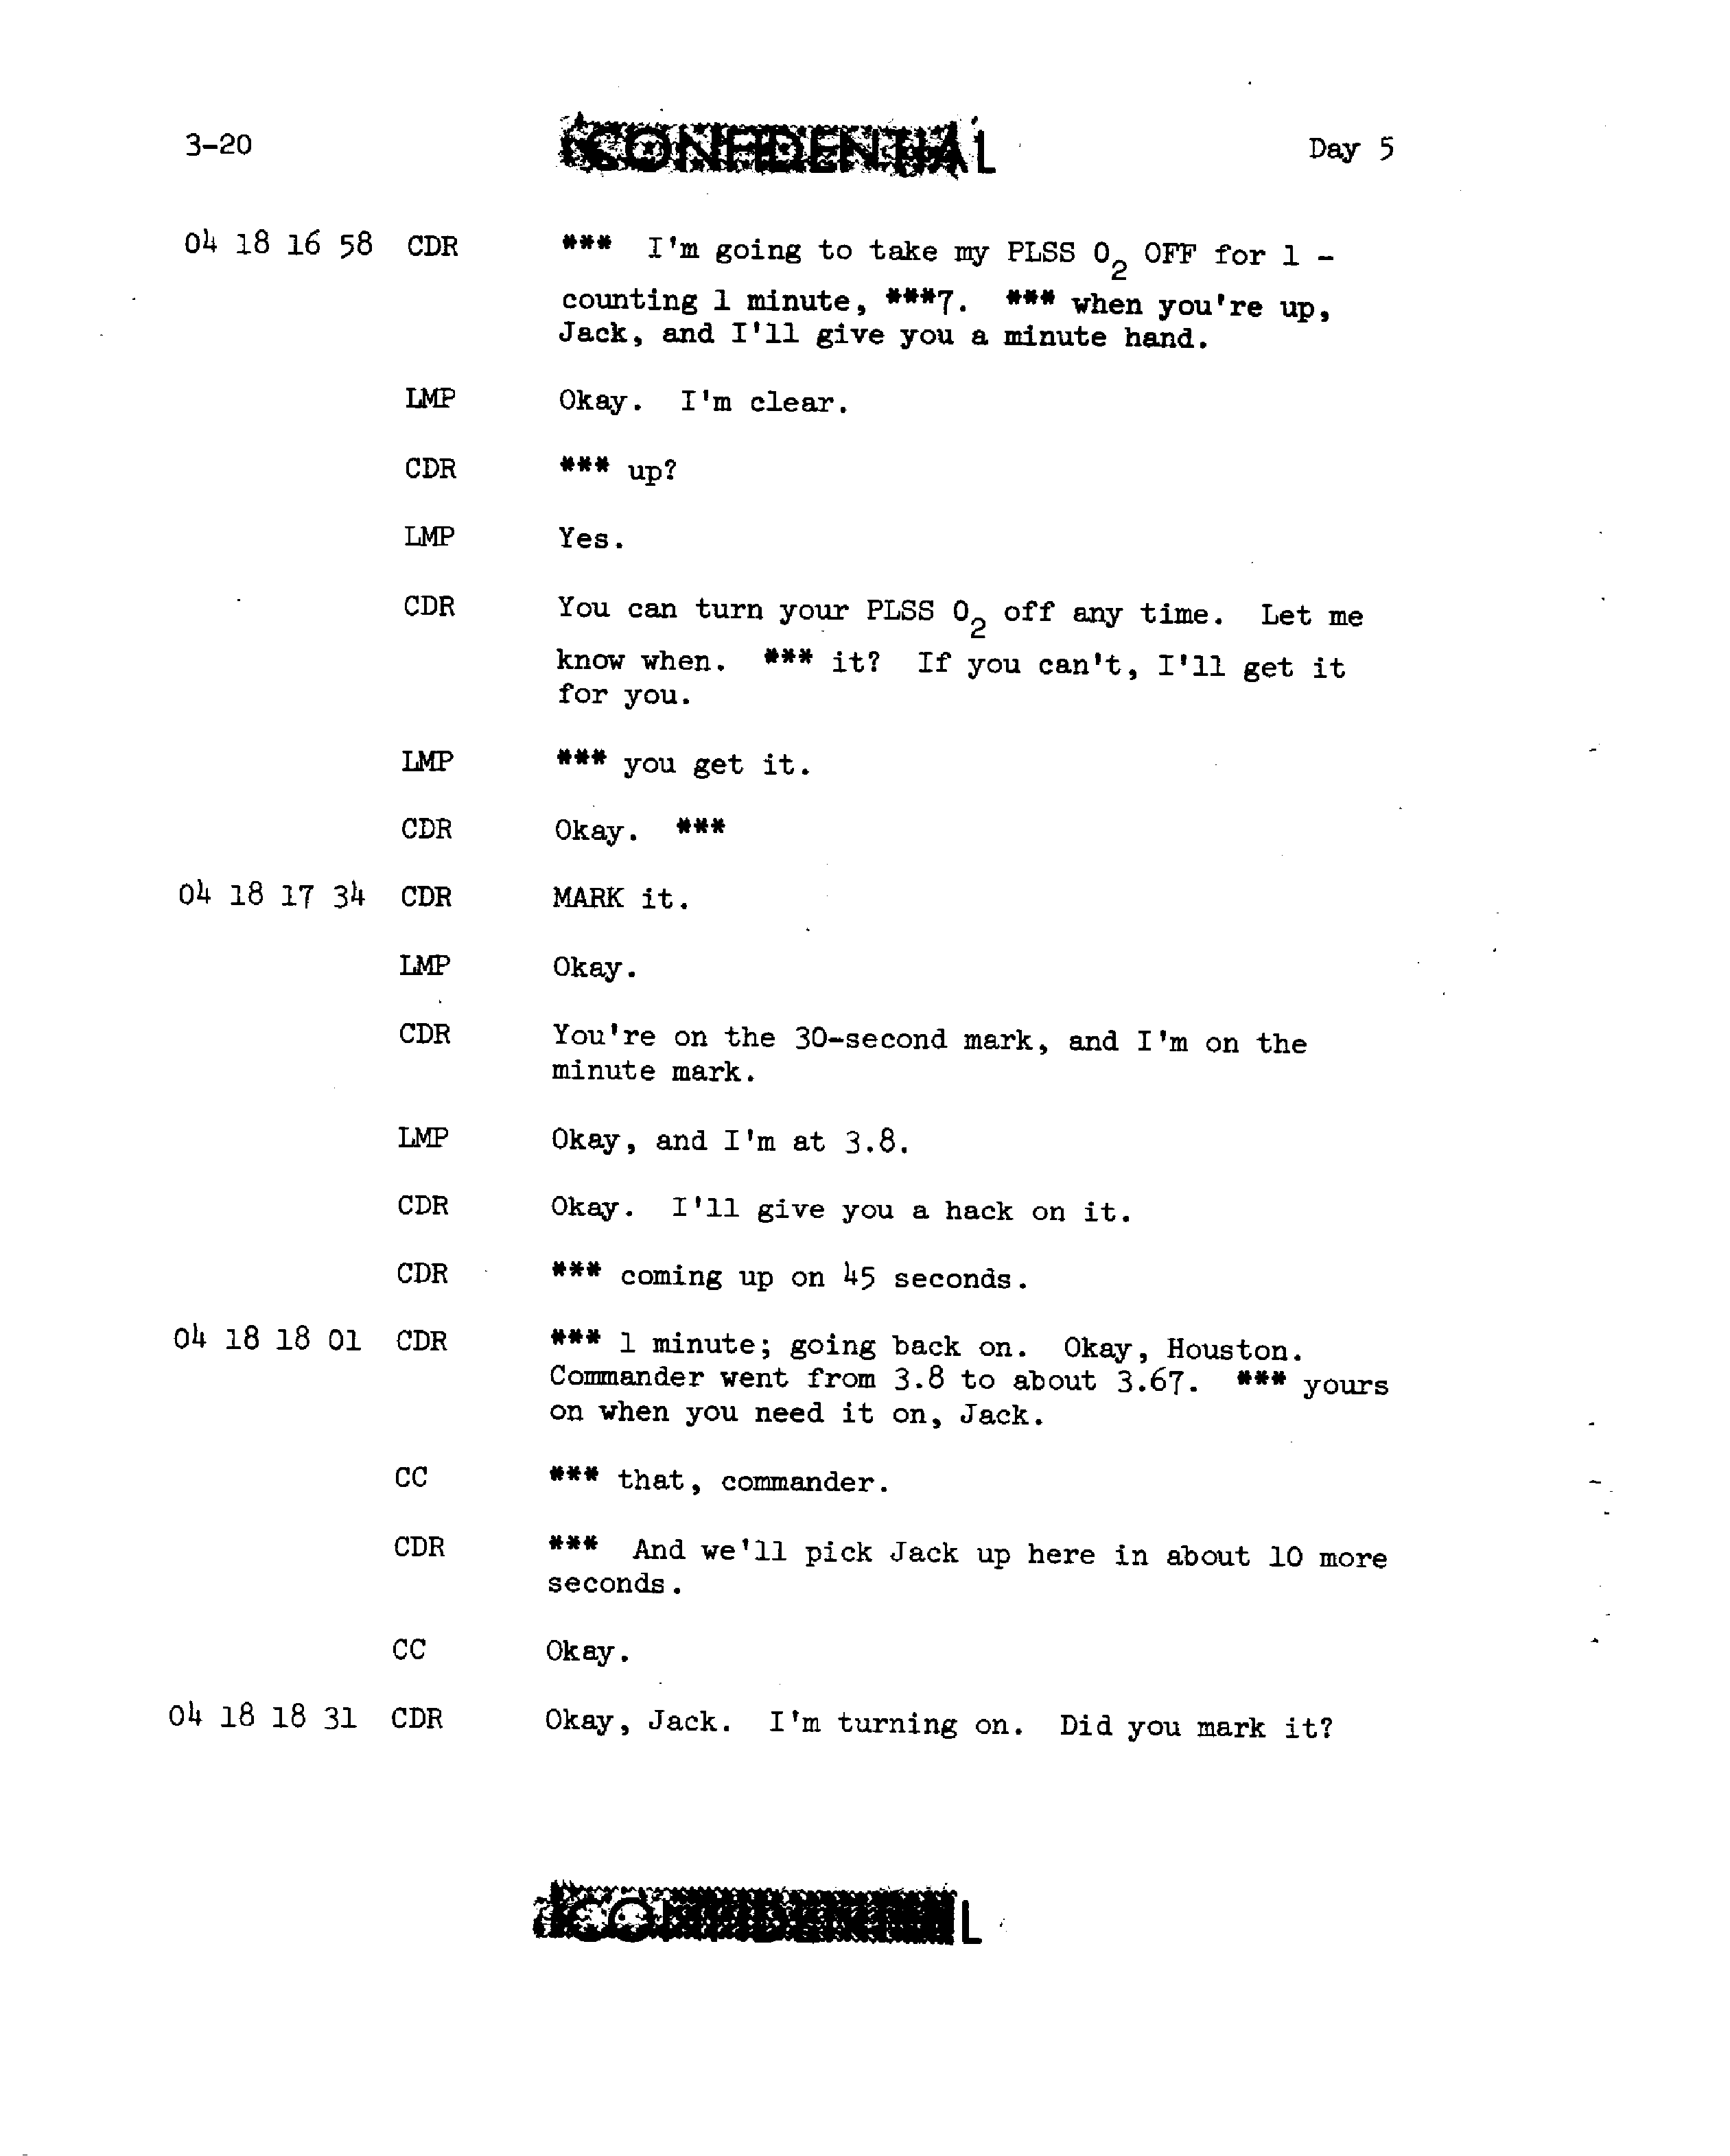 3-20 CONFIDENTIAL Day 5
04 18 16 58 CDR *** I'm going to take my PLSS O2 OFF for 1 -
counting 1 minute, ***7. *** when you're up,
Jack, and I'll give you a minute hand.
LMP Okay. I'm clear.
CDR *** up?
LMP Yes.
CDR You can turn your PLSS O2 off any time. Let me
know when. *** it? If you can't, I'll get it
for you.
LMP *** you get it.
CDR Okay. ***
04 18 17 34 CDR MARK it.
LMP Okay.
CDR You're on the 30-second mark, and I'm on the
minute mark.
LMP Okay, and I'm at 3.8.
CDR Okay. I'll give you a hack on it.
CDR *** coming up on 45 seconds.
04 18 18 01 CDR *** 1 minute; going back on. Okay, Houston.
Commander went from 3.8 to about 3.67. *** yours
on when you need it on, Jack.
CC *** that, commander.
CDR *** And we'll pick Jack up here in about 10 more
seconds.
CC Okay.
04 18 18 31 CDR Okay, Jack. I'm turning on. Did you mark it?
CONFIDENTIAL